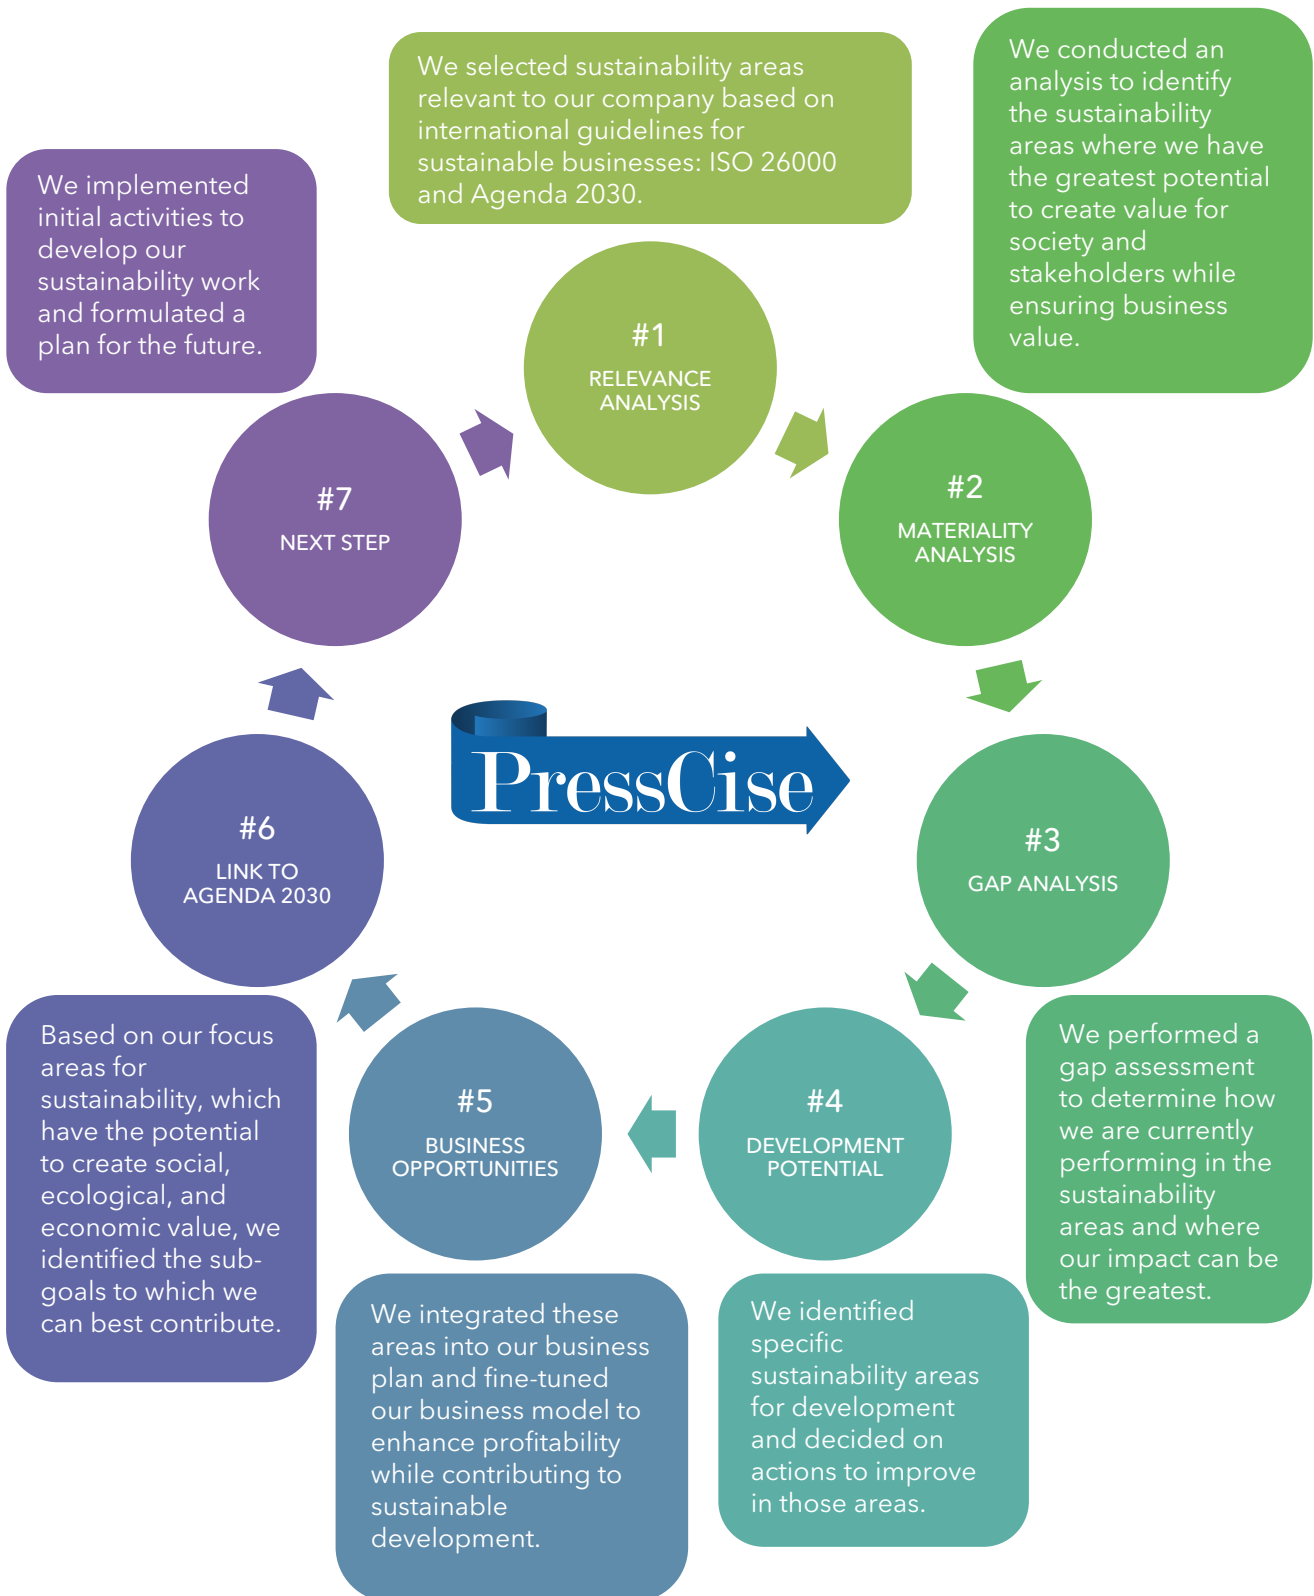 We selected sustainability areas
relevant to our company based on
international guidelines for
sustainable businesses: ISO 26000
and Agenda 2030.
#1
RELEVANCE
ANALYSIS
We conducted an
analysis to identify
the sustainability
areas where we have
the greatest potential
to create value for
society and
stakeholders while
ensuring business
value.
#2
MATERIALITY
ANALYSIS
#3
GAP ANALYSIS
We performed a
gap assessment
to determine how
we are currently
performing in the
sustainability
areas and where
our impact can be
the greatest.
#4
DEVELOPMENT
POTENTIAL
We identified
specific
sustainability areas
for development
and decided on
actions to improve
in those areas.
#5
BUSINESS
OPPORTUNITIES
We integrated these
areas into our business
plan and fine-tuned
our business model to
enhance profitability
while contributing to
sustainable
development.
#6
LINK TO
AGENDA 2030
Based on our focus
areas for
sustainability, which
have the potential
to create social,
ecological, and
economic value, we
identified the sub-
goals to which we
can best contribute.
We implemented
initial activities to
develop our
sustainability work
and formulated a
plan for the future.
#7
NEXT STEP
PressCise